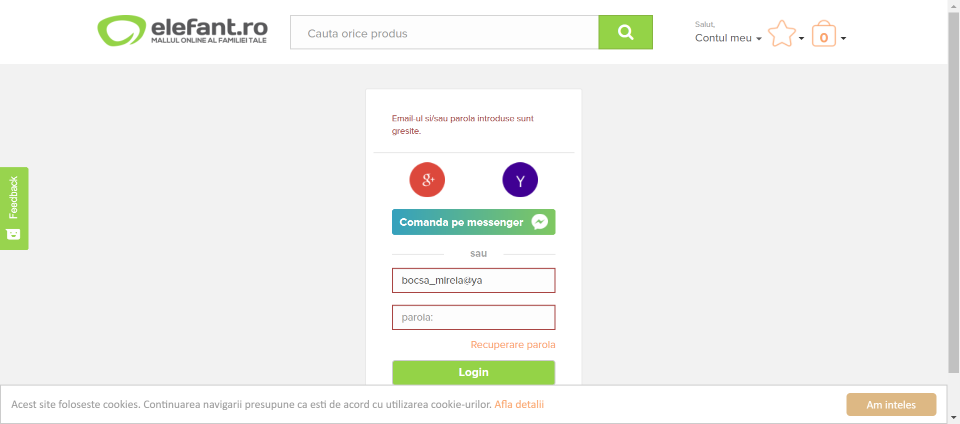 elefant.ro
MALLUL ONLINE AL FAMILIEI TALE
Cauta orice produs
Salut,
Contul meu
0
Email-ul si/sau parola introduse sunt
gresite.
g+
Y
Comanda pe messenger
sau
bocsa_mirela@ya
parola:
Recuperare parola
Login
Feedback
Acest site foloseste cookies. Continuarea navigarii presupune ca esti de acord cu utilizarea cookie-urilor. Afla detalii
Am inteles